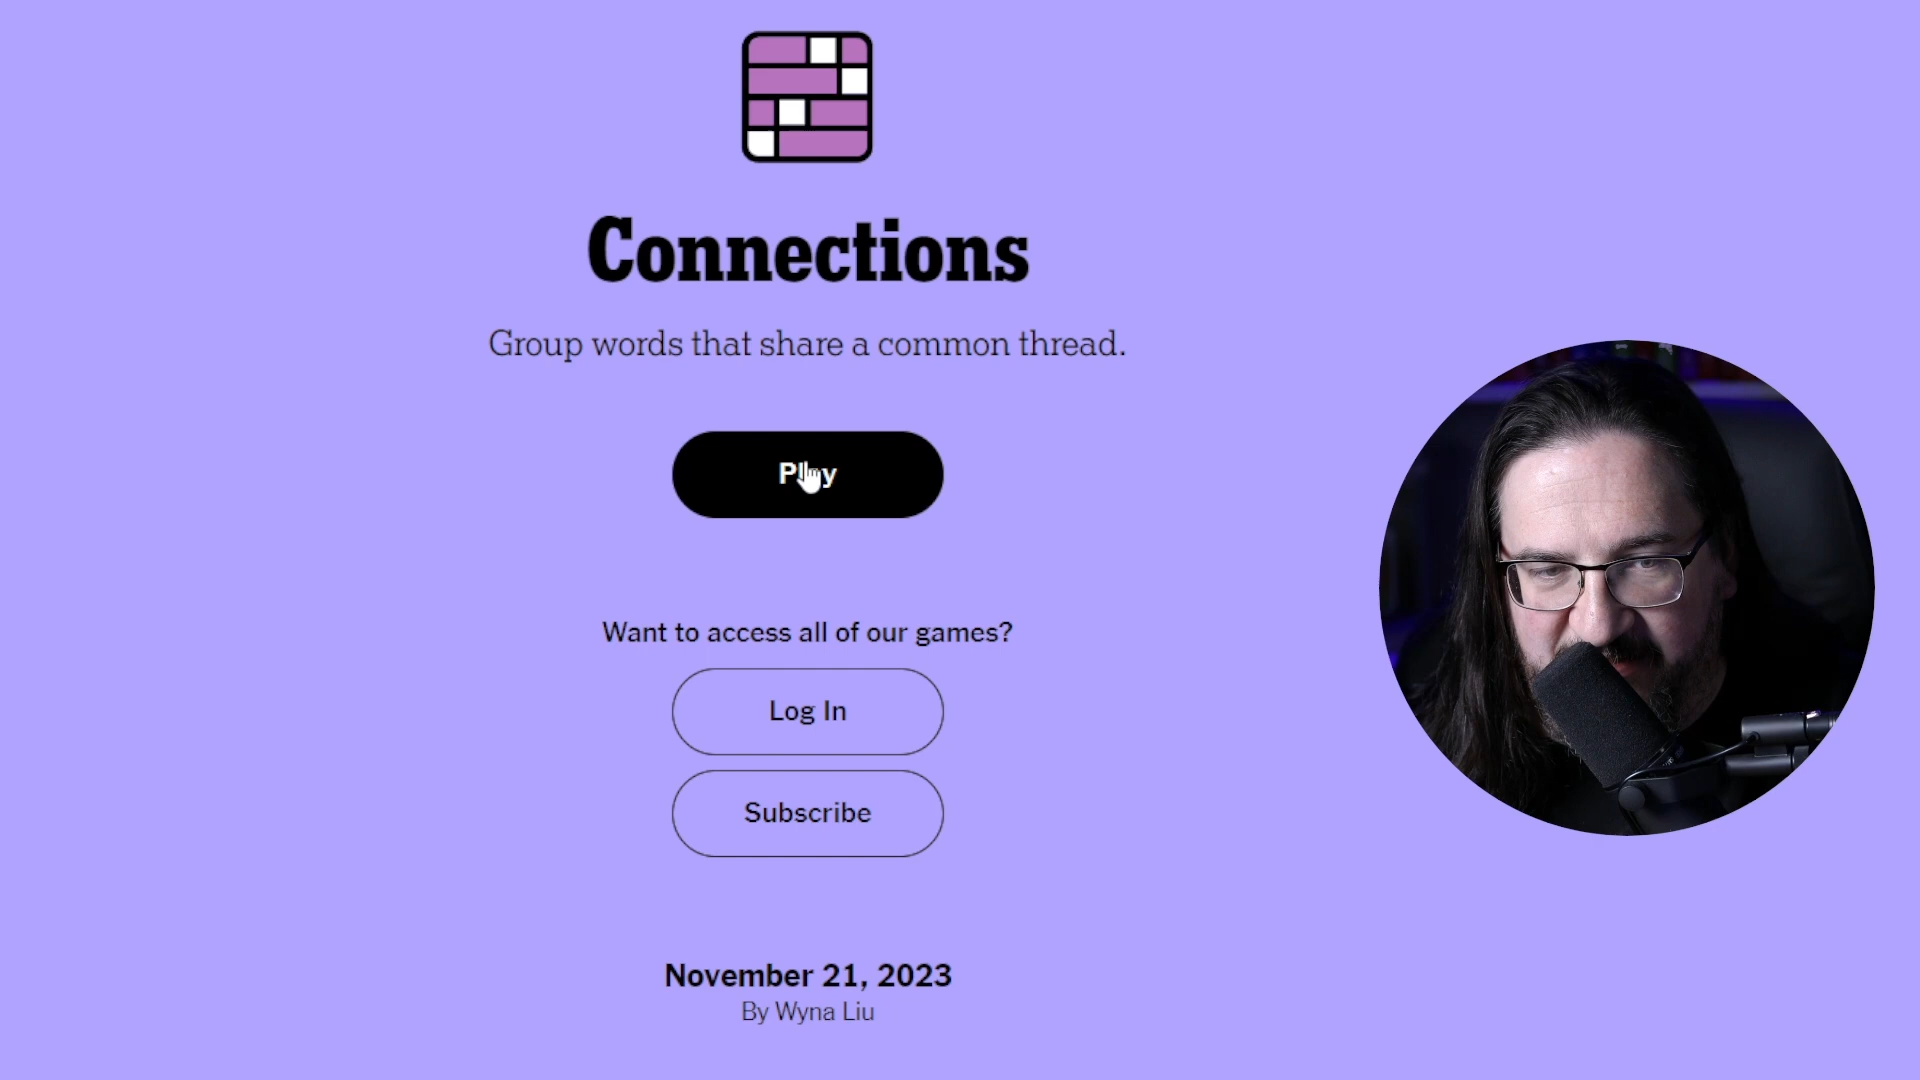 Connections
Group words that share a common thread.
Play
Want to access all of our games?
Log In
Subscribe
November 21, 2023
By Wyna Liu